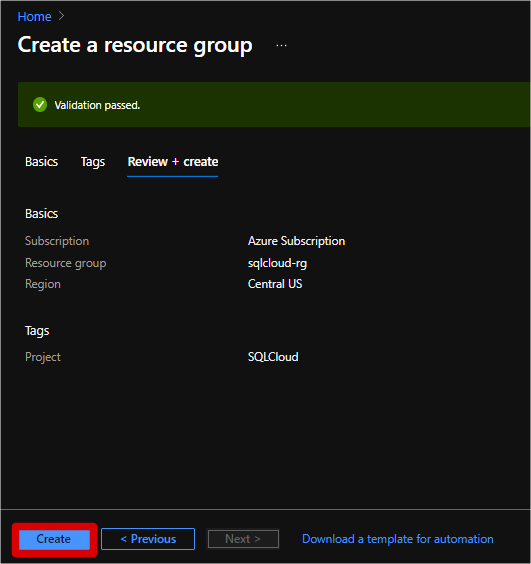 Home >
Create a resource group ...
Validation passed.
Basics Tags Review + create
Basics
Subscription Azure Subscription
Resource group sqlcloud-rg
Region Central US
Tags
Project SQLCloud
Create < Previous Next > Download a template for automation